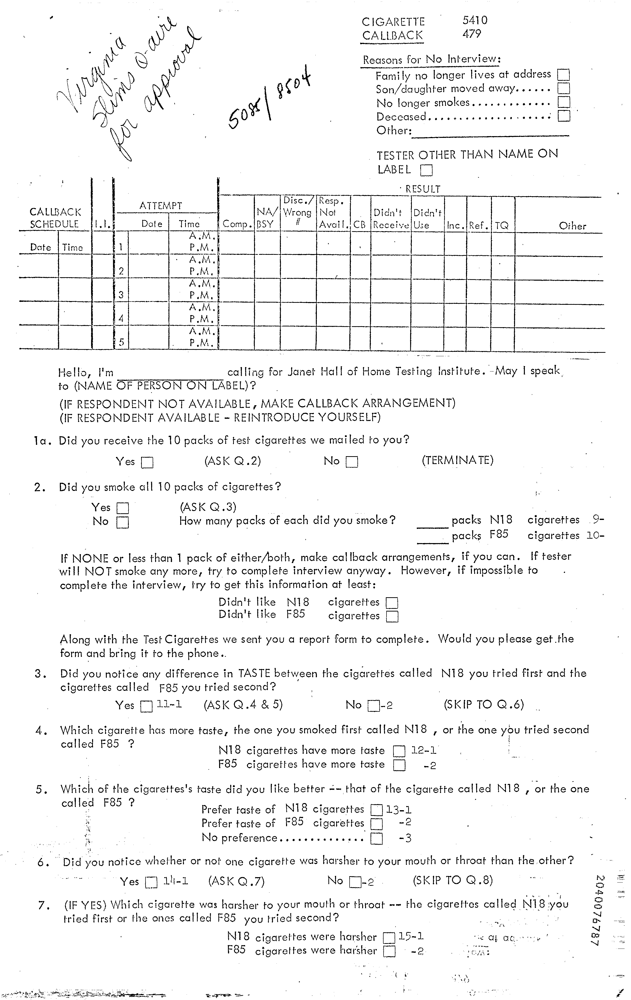 Virginia
Slims O-aire
for approval
5085/8504
CIGARETTE 5410
CALLBACK 479
Reasons for No Interview:
Family no longer lives at address
Son/daughter moved away......
No longer smokes............
Deceased.....................
Other:
TESTER OTHER THAN NAME ON
LABEL
CALLBACK SCHEDULE I.I. ATTEMPT RESULT
Date Time Date Time Comp. NA/BSY Disc./Wrong # Resp. Not Avail. CB Didn't Receive Didn't Use Inc. Ref. TQ Other
1 A.M. P.M.
2 A.M. P.M.
3 A.M. P.M.
4 A.M. P.M.
5 A.M. P.M.
Hello, I'm calling for Janet Hall of Home Testing Institute. May I speak
to (NAME OF PERSON ON LABEL)?
(IF RESPONDENT NOT AVAILABLE, MAKE CALLBACK ARRANGEMENT)
(IF RESPONDENT AVAILABLE - REINTRODUCE YOURSELF)
1a. Did you receive the 10 packs of test cigarettes we mailed to you?
Yes (ASK Q.2) No (TERMINATE)
2. Did you smoke all 10 packs of cigarettes?
Yes (ASK Q.3)
No How many packs of each did you smoke? packs N18 cigarettes 9-
packs F85 cigarettes 10-
If NONE or less than 1 pack of either/both, make callback arrangements, if you can. If tester
will NOT smoke any more, try to complete interview anyway. However, if impossible to
complete the interview, try to get this information at least:
Didn't like N18 cigarettes
Didn't like F85 cigarettes
Along with the Test Cigarettes we sent you a report form to complete. Would you please get the
form and bring it to the phone.
3. Did you notice any difference in TASTE between the cigarettes called N18 you tried first and the
cigarettes called F85 you tried second?
Yes 11-1 (ASK Q.4 & 5) No -2 (SKIP TO Q.6)
4. Which cigarette has more taste, the one you smoked first called N18 , or the one you tried second
called F85 ?
N18 cigarettes have more taste 12-1
F85 cigarettes have more taste -2
5. Which of the cigarettes's taste did you like better -- that of the cigarette called N18 , or the one
called F85 ?
Prefer taste of N18 cigarettes 13-1
Prefer taste of F85 cigarettes -2
No preference.............. -3
6. Did you notice whether or not one cigarette was harsher to your mouth or throat than the other?
Yes 14-1 (ASK Q.7) No -2 (SKIP TO Q.8)
7. (IF YES) Which cigarette was harsher to your mouth or throat -- the cigarettes called N18 you
tried first or the ones called F85 you tried second?
N18 cigarettes were harsher 15-1
F85 cigarettes were harsher -2
2040076787